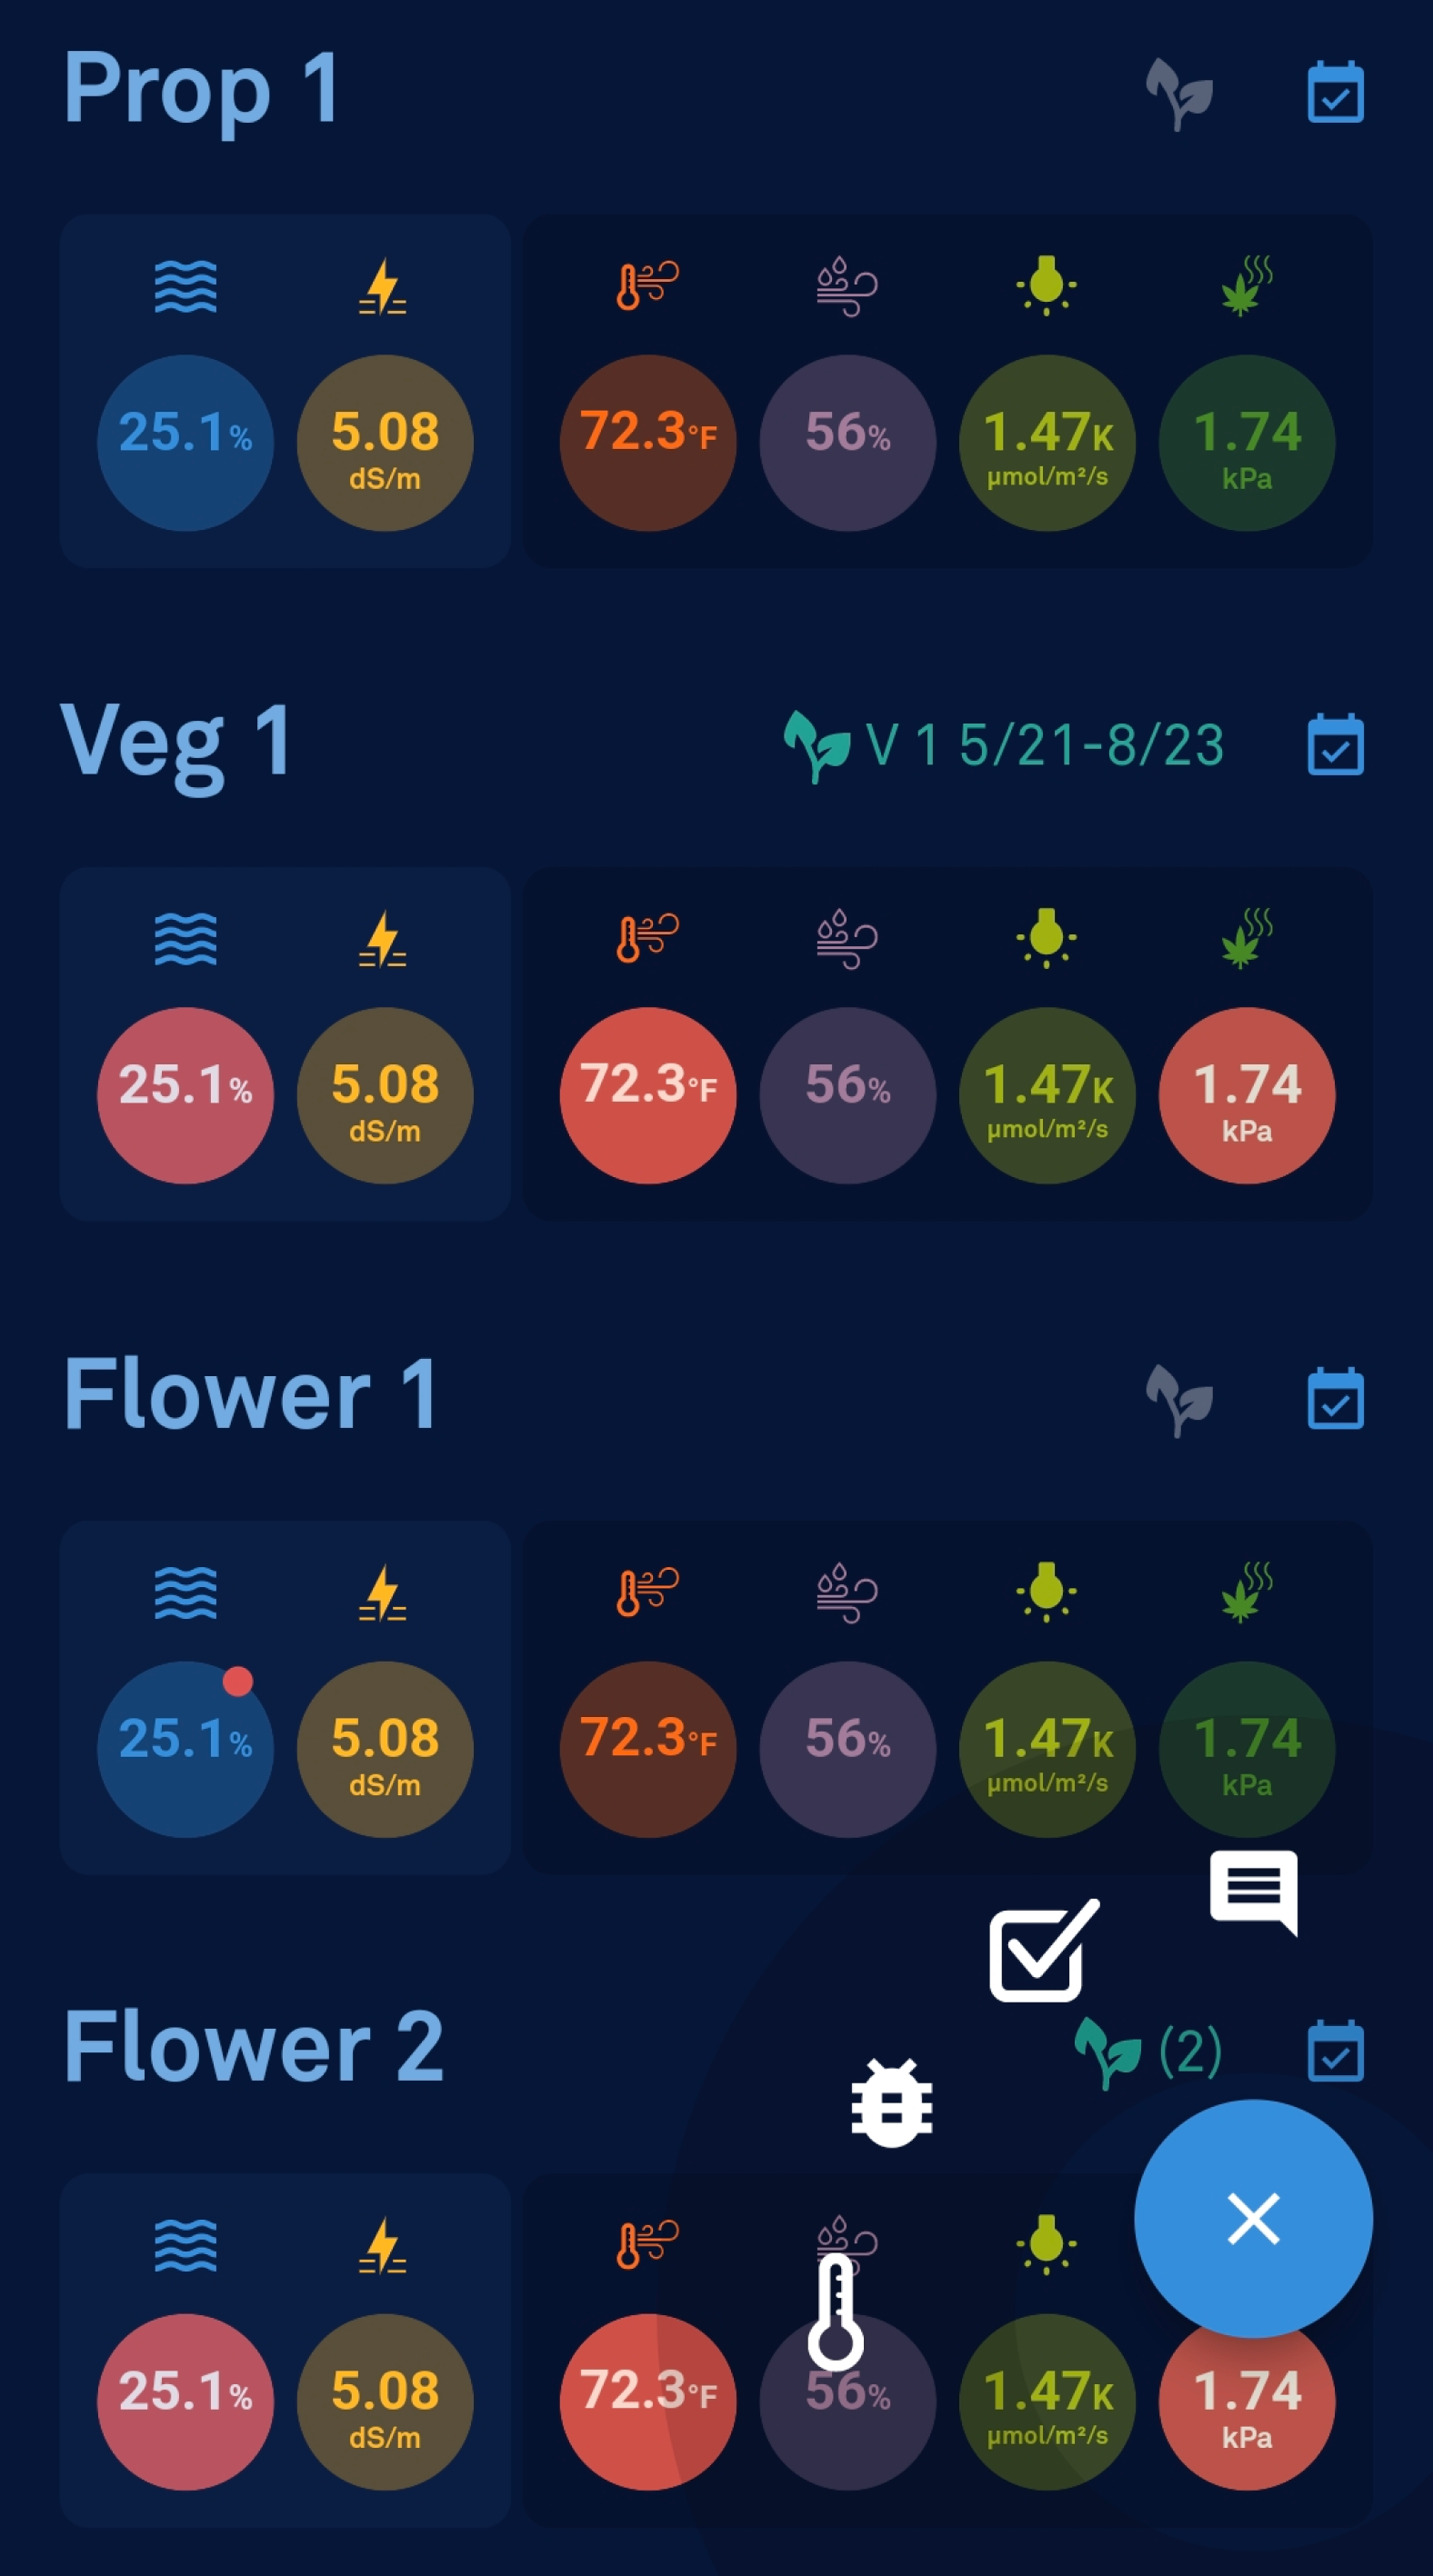 Prop 1
25.1% 5.08 72.3°F 56% 1.47K 1.74
dS/m µmol/m²/s kPa
Veg 1 V 1 5/21-8/23
25.1% 5.08 72.3°F 56% 1.47K 1.74
dS/m µmol/m²/s kPa
Flower 1
25.1% 5.08 72.3°F 56% 1.47K 1.74
dS/m µmol/m²/s kPa
Flower 2 (2)
25.1% 5.08 72.3°F 56% 1.47K 1.74
dS/m µmol/m²/s kPa